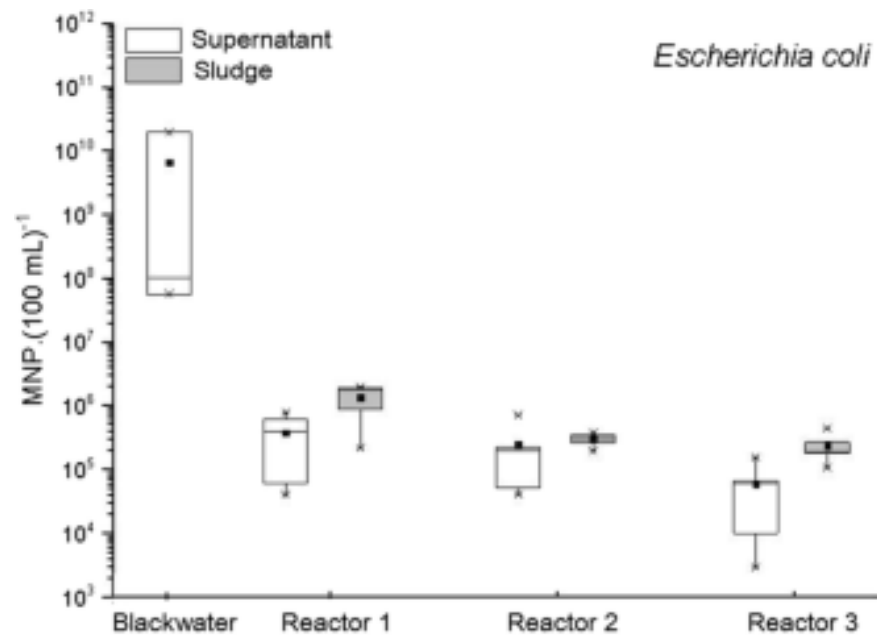 10¹²
Supernatant
Escherichia coli
Sludge
10¹¹
10¹⁰
10⁹
10⁸
10⁷
10⁶
10⁵
10⁴
10³
MNP.(100 mL)⁻¹
Blackwater Reactor 1 Reactor 2 Reactor 3